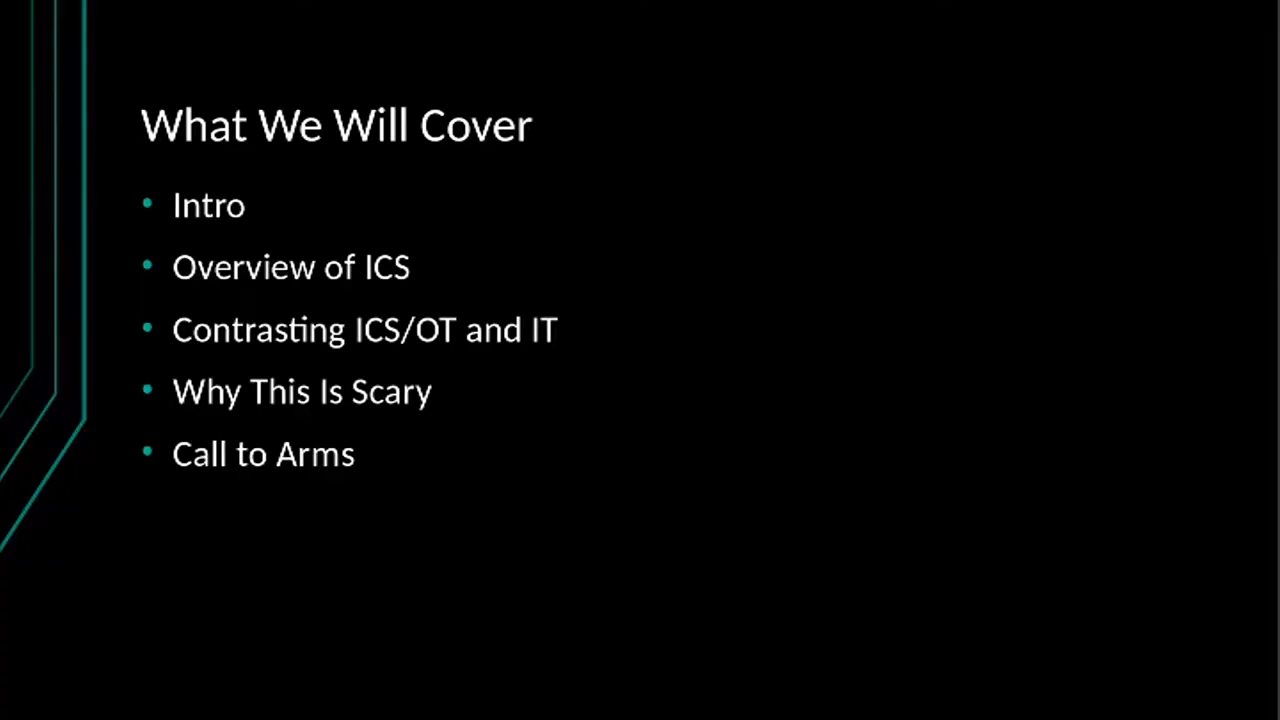 What We Will Cover
• Intro
• Overview of ICS
• Contrasting ICS/OT and IT
• Why This Is Scary
• Call to Arms